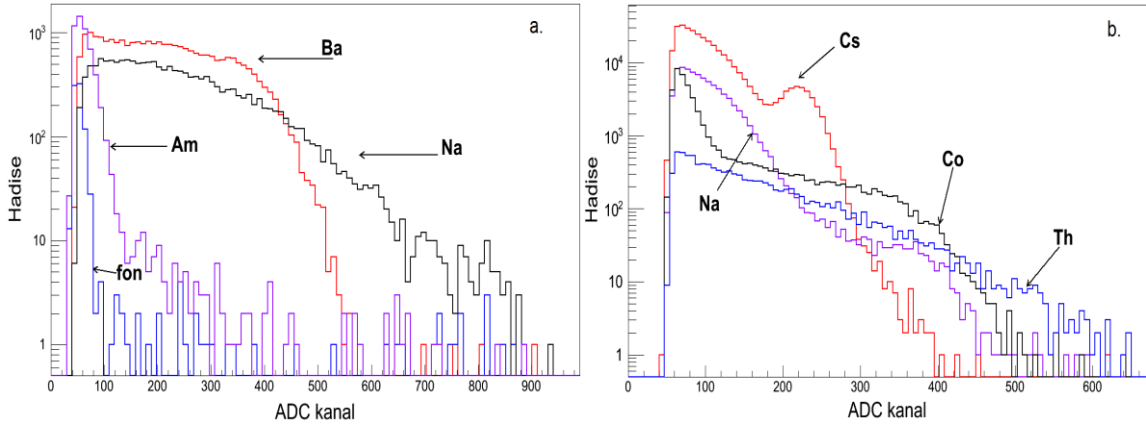 a.
10³
10²
10
1
Hadise
Ba
Am
Na
fon
0 100 200 300 400 500 600 700 800 900
ADC kanal
b.
10⁴
10³
10²
10
1
Hadise
Cs
Na
Co
Th
0 100 200 300 400 500 600
ADC kanal